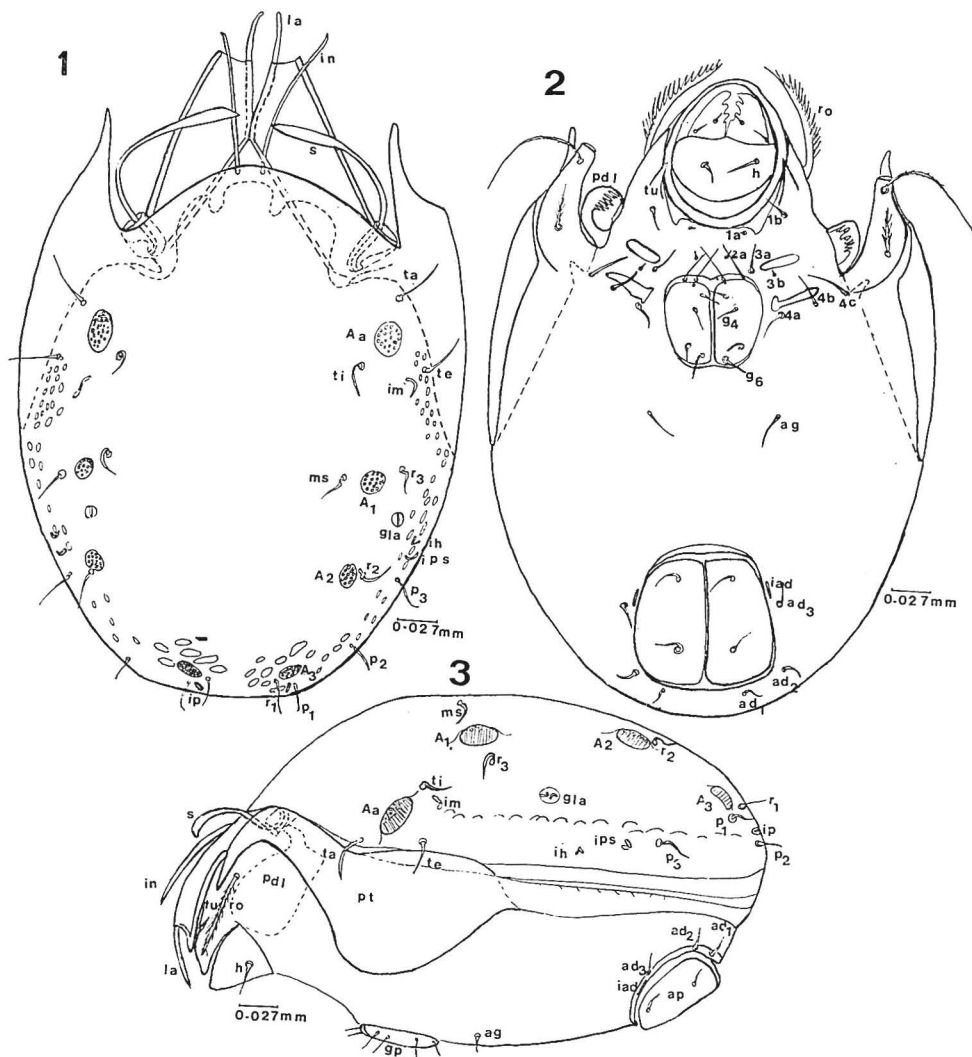 1
la
in
s
ta
Aa
te
ti
im
ms
r3
A1
gla
ih
ips
A2
r2
p3
0·027mm
p2
A3
ip
r1
p1
2
ro
pdl
h
tu
1b
1a
2a
3a
3b
4b
4c
4a
g4
g6
ag
0·027mm
iad
ad3
ad2
ad1
3
ms
A1
A2
r2
r3
ti
im
Aa
gla
A3
r1
p1
ip
p2
s
ips
ih
p3
ta
te
in
pdl
pt
tu
ro
la
h
0·027mm
ad2
ad1
ad3
iad
ap
ag
gp